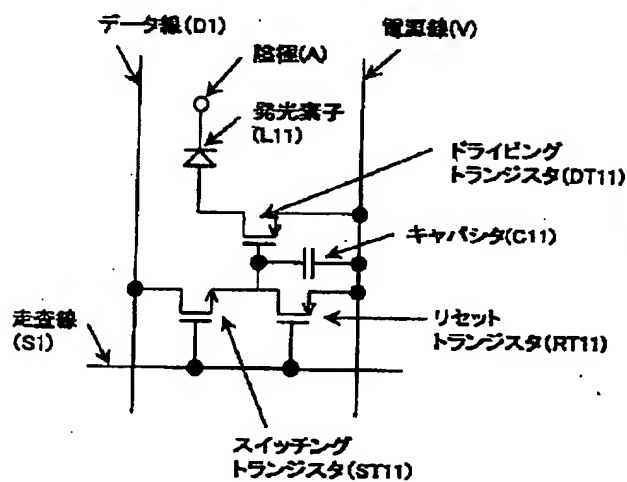 データ線(D1)
電源線(V)
陰極(A)
発光素子
(L11)
ドライビング
トランジスタ(DT11)
キャパシタ(C11)
走査線
(S1)
リセット
トランジスタ(RT11)
スイッチング
トランジスタ(ST11)